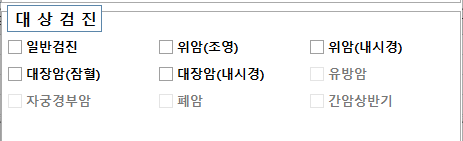 대 상 검 진
일반검진 위암(조영) 위암(내시경)
대장암(잠혈) 대장암(내시경) 유방암
자궁경부암 폐암 간암상반기